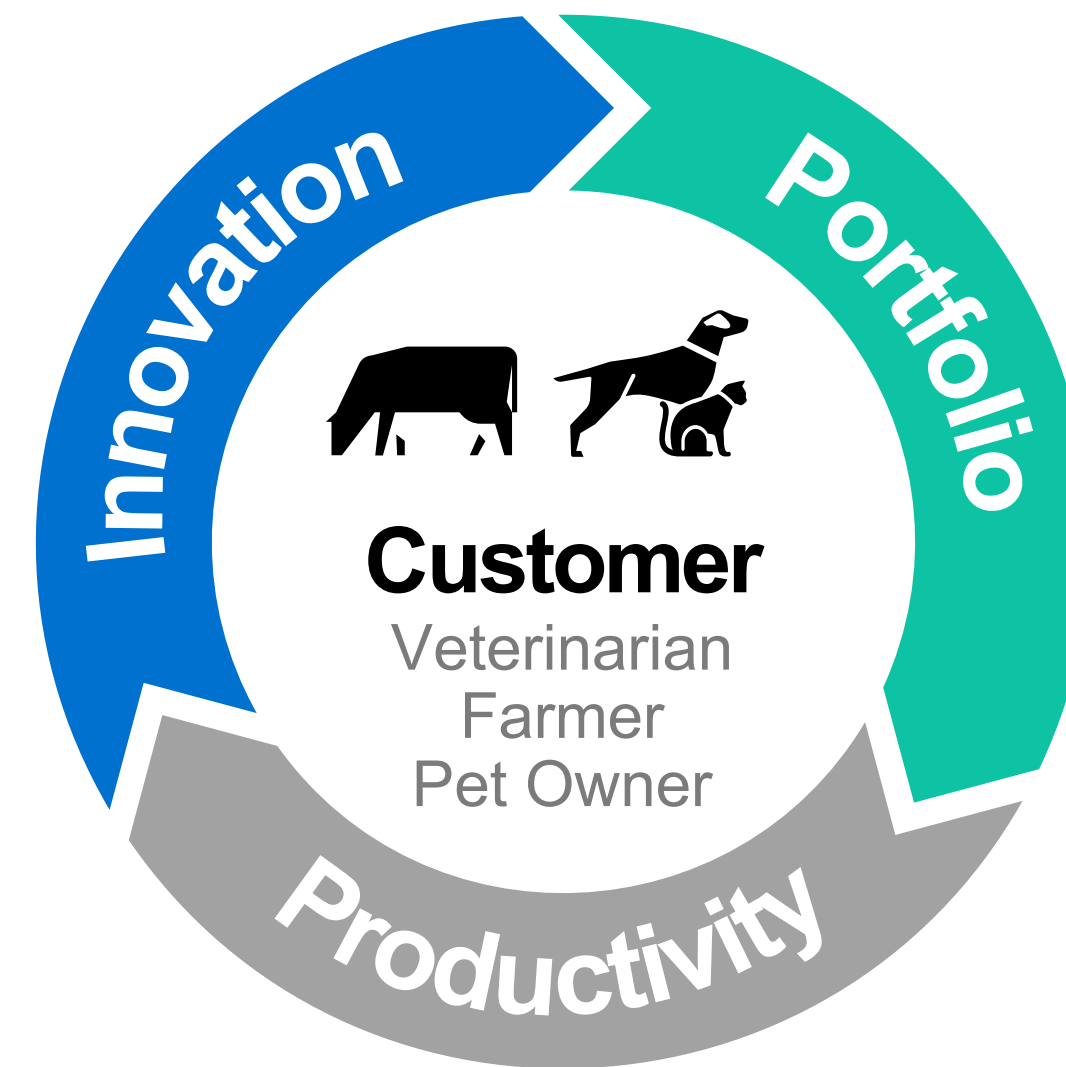 Innovation
Portfolio
Customer
Veterinarian
Farmer
Pet Owner
Productivity